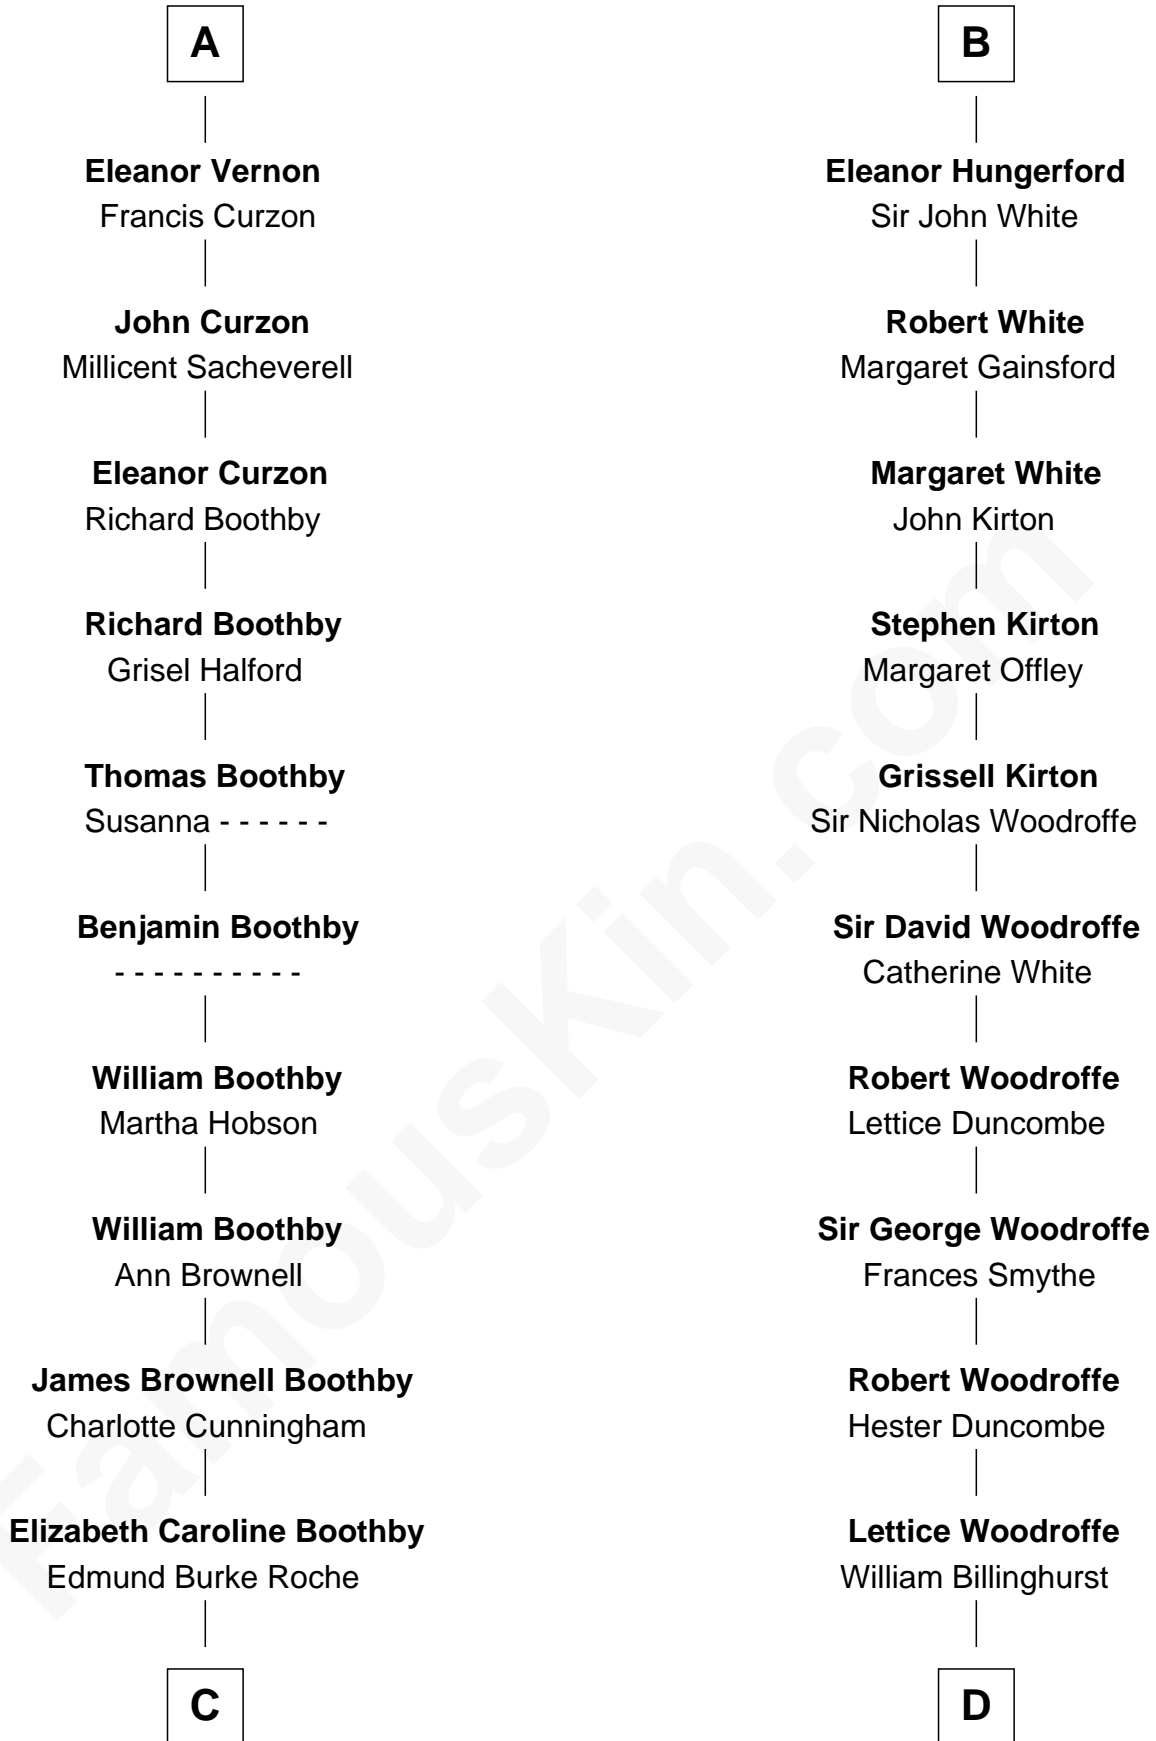 A
Eleanor Vernon
Francis Curzon
John Curzon
Millicent Sacheverell
Eleanor Curzon
Richard Boothby
Richard Boothby
Grisel Halford
Thomas Boothby
Susanna - - - - - -
Benjamin Boothby
- - - - - - - - - -
William Boothby
Martha Hobson
William Boothby
Ann Brownell
James Brownell Boothby
Charlotte Cunningham
Elizabeth Caroline Boothby
Edmund Burke Roche
C
B
Eleanor Hungerford
Sir John White
Robert White
Margaret Gainsford
Margaret White
John Kirton
Stephen Kirton
Margaret Offley
Grissell Kirton
Sir Nicholas Woodroffe
Sir David Woodroffe
Catherine White
Robert Woodroffe
Lettice Duncombe
Sir George Woodroffe
Frances Smythe
Robert Woodroffe
Hester Duncombe
Lettice Woodroffe
William Billinghurst
D
FamousKin.com